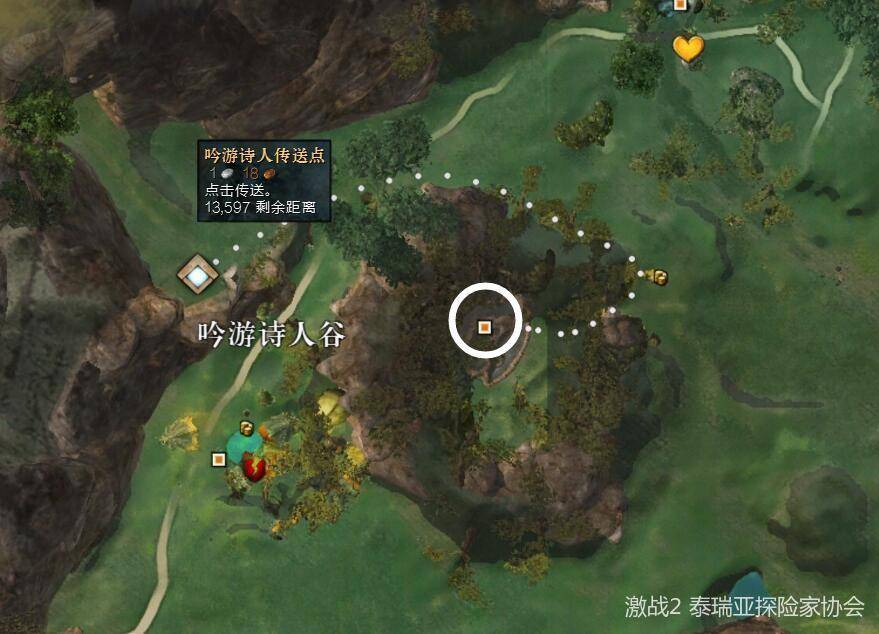 吟游诗人传送点
1 18
点击传送。
13,597 剩余距离
吟游诗人谷
激战2 泰瑞亚探险家协会